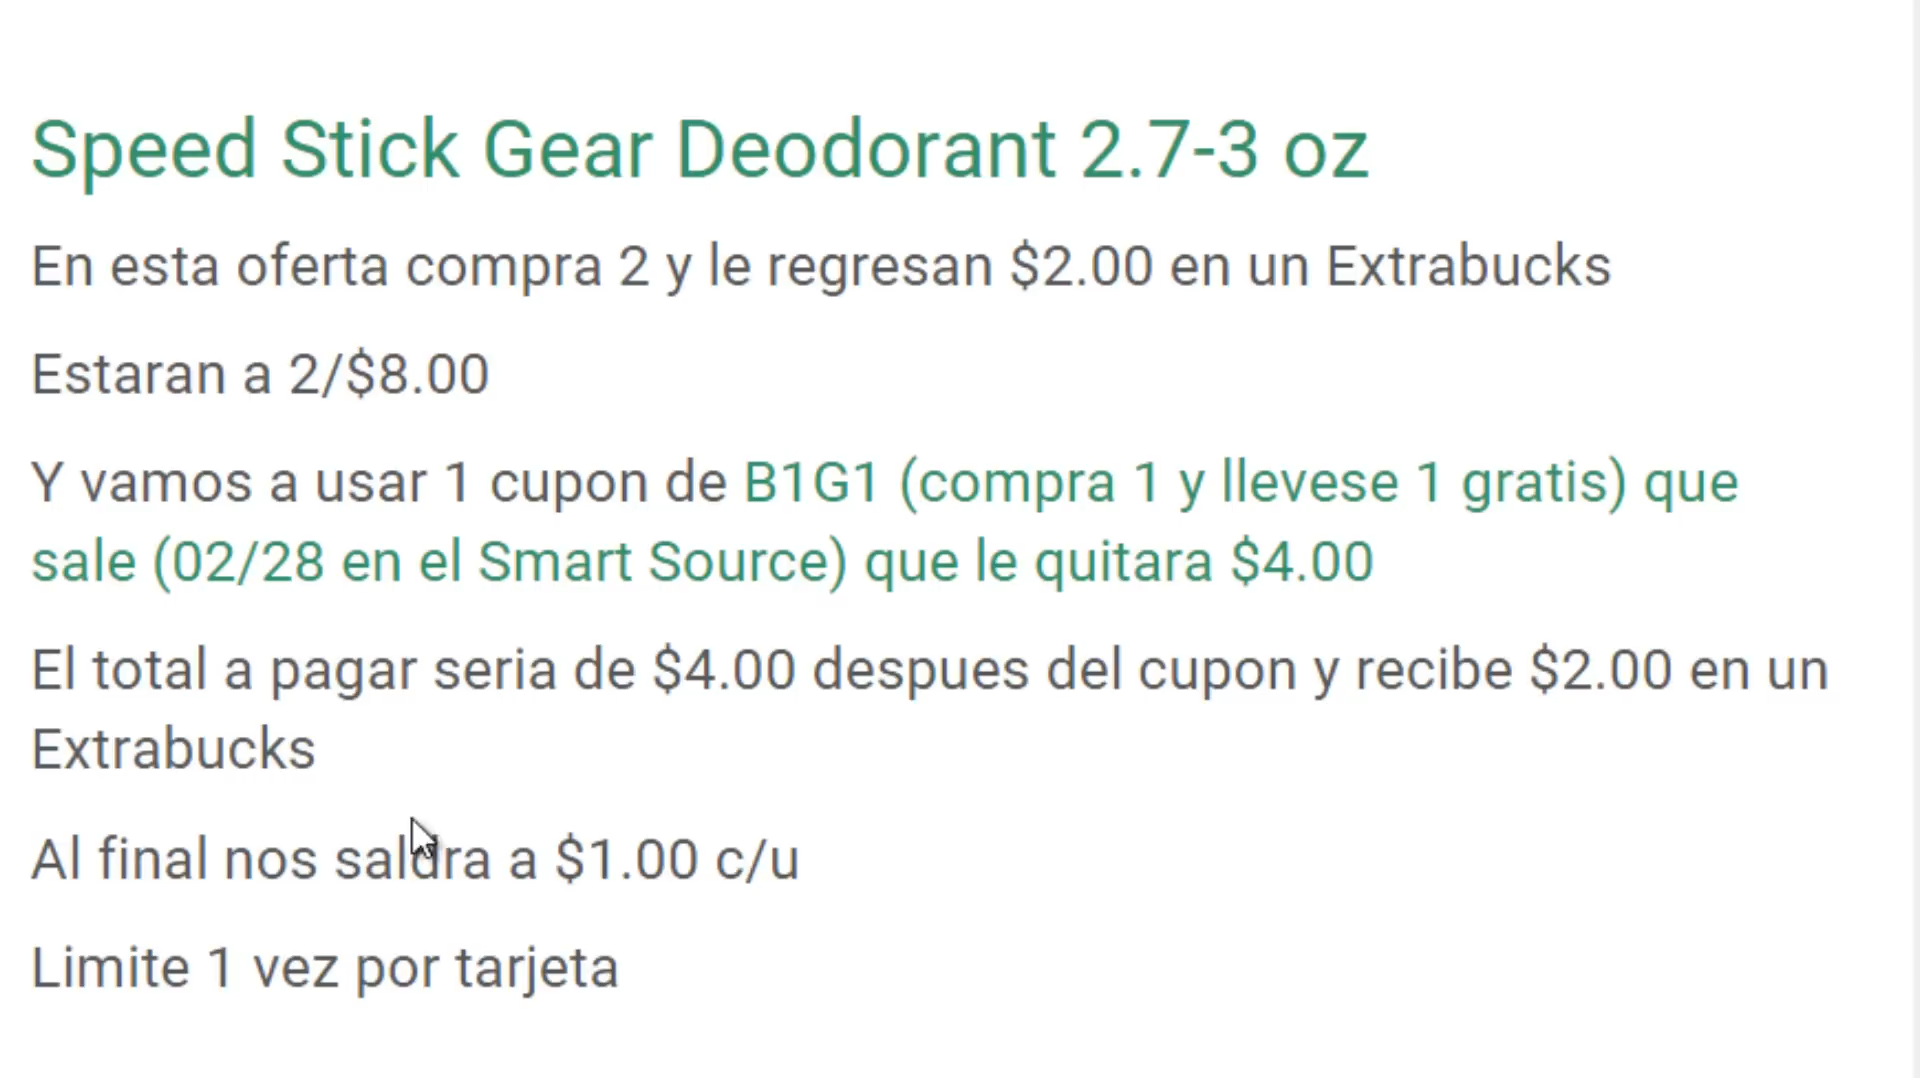 Speed Stick Gear Deodorant 2.7-3 oz
En esta oferta compra 2 y le regresan $2.00 en un Extrabucks
Estaran a 2/$8.00
Y vamos a usar 1 cupon de B1G1 (compra 1 y llevese 1 gratis) que
sale (02/28 en el Smart Source) que le quitara $4.00
El total a pagar seria de $4.00 despues del cupon y recibe $2.00 en un
Extrabucks
Al final nos saldra a $1.00 c/u
Limite 1 vez por tarjeta